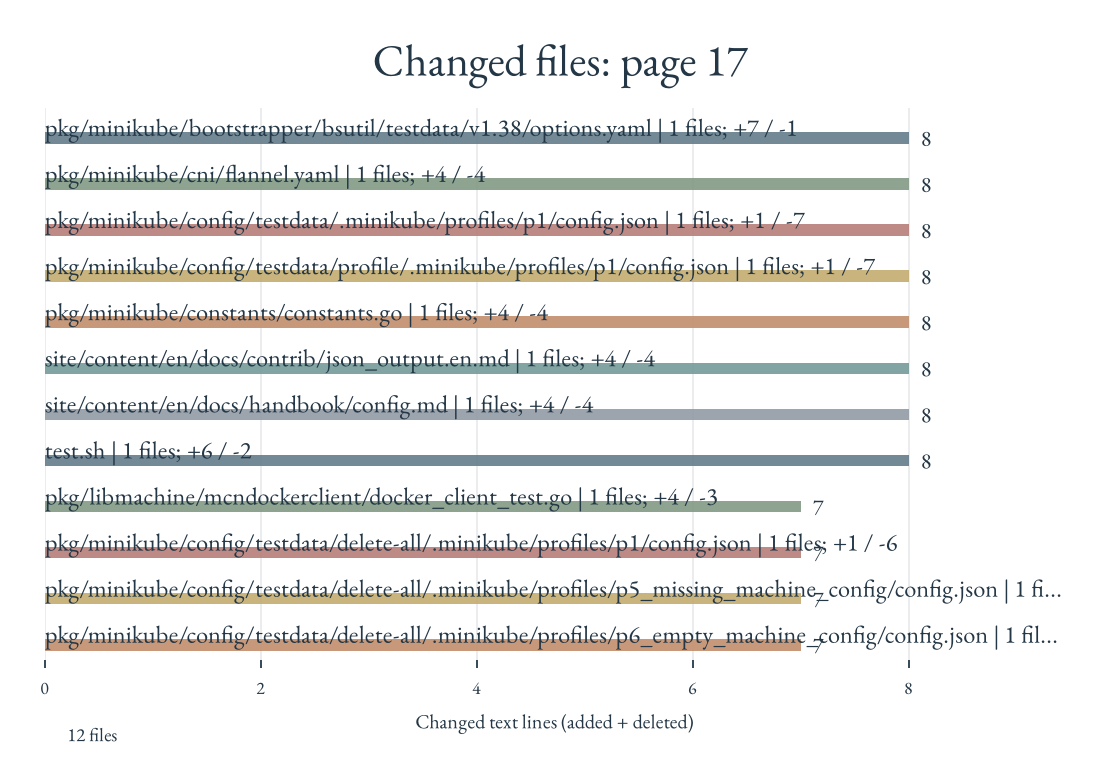 Changed files: page 17
pkg/minikube/bootstrapper/bsutil/testdata/v1.38/options.yaml | 1 files; +7 / -1
8
pkg/minikube/cni/flannel.yaml | 1 files; +4 / -4
8
pkg/minikube/config/testdata/.minikube/profiles/p1/config.json | 1 files; +1 / -7
8
pkg/minikube/config/testdata/profile/.minikube/profiles/p1/config.json | 1 files; +1 / -7
8
pkg/minikube/constants/constants.go | 1 files; +4 / -4
8
site/content/en/docs/contrib/json_output.en.md | 1 files; +4 / -4
8
site/content/en/docs/handbook/config.md | 1 files; +4 / -4
8
test.sh | 1 files; +6 / -2
8
pkg/libmachine/mcndockerclient/docker_client_test.go | 1 files; +4 / -3
7
pkg/minikube/config/testdata/delete-all/.minikube/profiles/p1/config.json | 1 files; +1 / -6
7
pkg/minikube/config/testdata/delete-all/.minikube/profiles/p5_missing_machine_config/config.json | 1 fi...
7
pkg/minikube/config/testdata/delete-all/.minikube/profiles/p6_empty_machine_config/config.json | 1 fil...
7
0 2 4 6 8
Changed text lines (added + deleted)
12 files